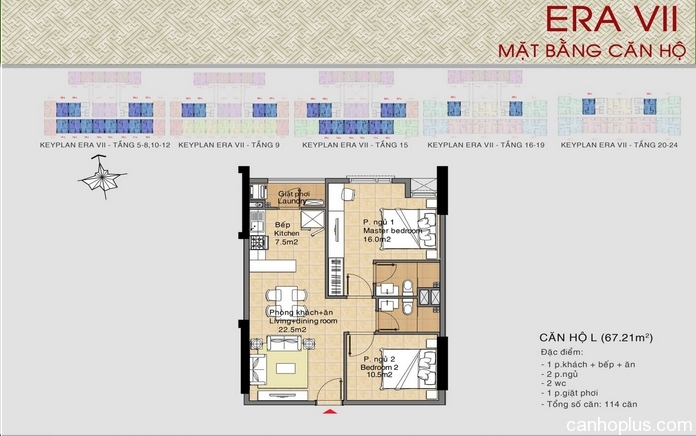 ERA VII
MẶT BẰNG CĂN HỘ
KEYPLAN ERA VII - TẦNG 5-8,10-12
KEYPLAN ERA VII - TẦNG 9
KEYPLAN ERA VII - TẦNG 15
KEYPLAN ERA VII - TẦNG 16-19
KEYPLAN ERA VII - TẦNG 20-24
Giặt phơi
Laundry
Bếp
Kitchen
7.5m2
P. ngủ 1
Master bedroom
16.0m2
Phòng khách+ăn
Living+dining room
22.5m2
P. ngủ 2
Bedroom 2
10.5m2
CĂN HỘ L (67.21m²)
Đặc điểm:
- 1 p.khách + bếp + ăn
- 2 p.ngủ
- 2 wc
- 1 p.giặt phơi
- Tổng số căn: 114 căn
canhoplus.com